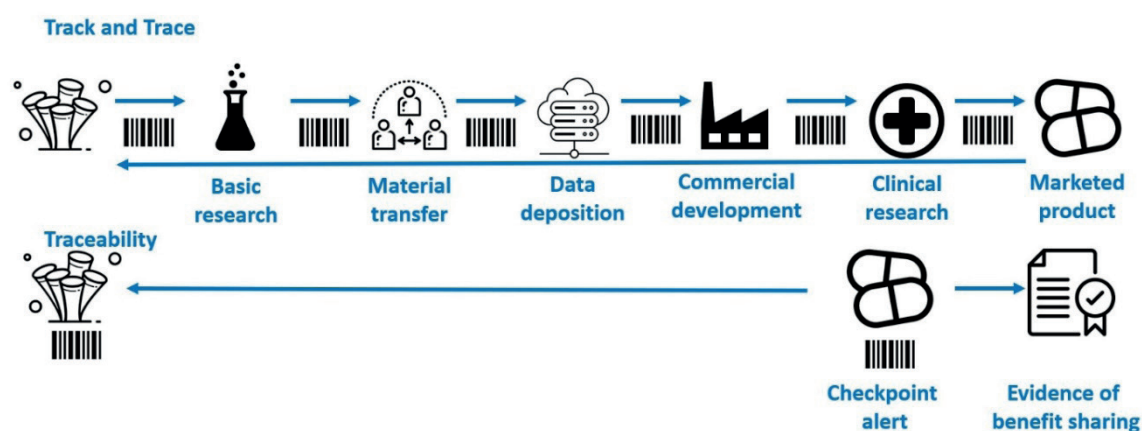 Track and Trace
Basic
research
Material
transfer
Data
deposition
Commercial
development
Clinical
research
Marketed
product
Traceability
Checkpoint
alert
Evidence of
benefit sharing